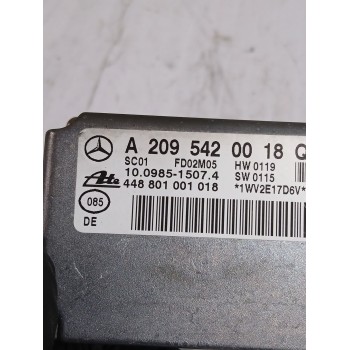 A 209 542 00 18 Q
SC01 FD02M05 HW 0119
10.0985-1507.4 SW 0115
Ate 448 801 001 018 *1WV2E17D6V*
085
DE